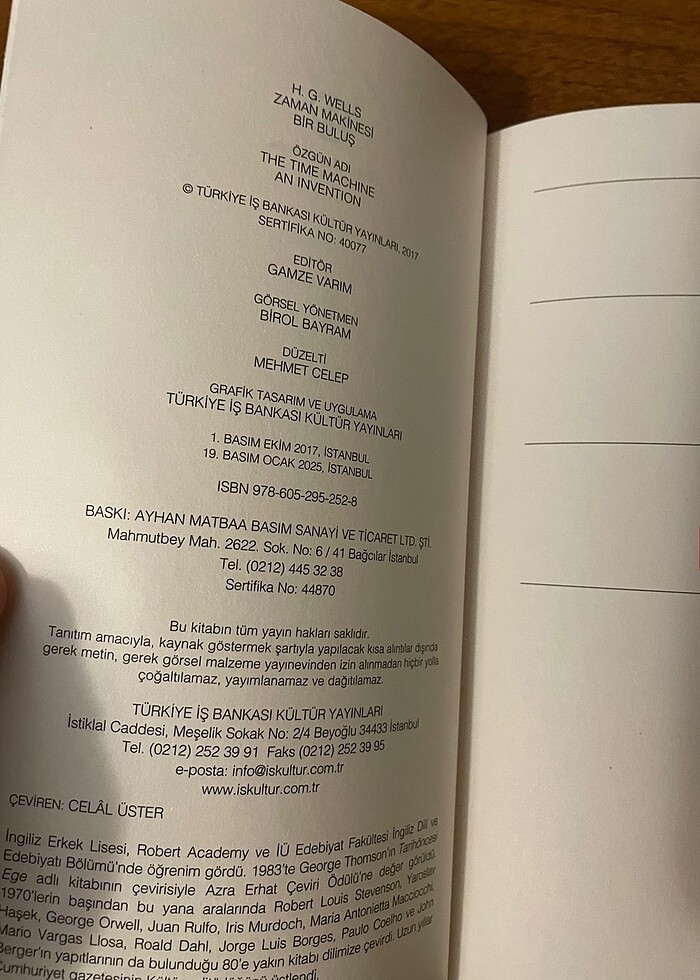 H. G. WELLS
ZAMAN MAKİNESİ
BİR BULUŞ
ÖZGÜN ADI
THE TIME MACHINE
AN INVENTION
© TÜRKİYE İŞ BANKASI KÜLTÜR YAYINLARI, 2017
SERTİFİKA NO: 40077
EDİTÖR
GAMZE VARIM
GÖRSEL YÖNETMEN
BİROL BAYRAM
DÜZELTİ
MEHMET CELEP
GRAFİK TASARIM VE UYGULAMA
TÜRKİYE İŞ BANKASI KÜLTÜR YAYINLARI
1. BASIM EKİM 2017, İSTANBUL
19. BASIM OCAK 2025, İSTANBUL
ISBN 978-605-295-252-8
BASKI: AYHAN MATBAA BASIM SANAYİ VE TİCARET LTD. ŞTİ.
Mahmutbey Mah. 2622. Sok. No: 6 / 41 Bağcılar İstanbul
Tel. (0212) 445 32 38
Sertifika No: 44870
Bu kitabın tüm yayın hakları saklıdır.
Tanıtım amacıyla, kaynak göstermek şartıyla yapılacak kısa alıntılar dışında
gerek metin, gerek görsel malzeme yayınevinden izin alınmadan hiçbir yolla
çoğaltılamaz, yayımlanamaz ve dağıtılamaz.
TÜRKİYE İŞ BANKASI KÜLTÜR YAYINLARI
İstiklal Caddesi, Meşelik Sokak No: 2/4 Beyoğlu 34433 İstanbul
Tel. (0212) 252 39 91 Faks (0212) 252 39 95
e-posta: info@iskultur.com.tr
www.iskultur.com.tr
ÇEVİREN: CELÂL ÜSTER
İngiliz Erkek Lisesi, Robert Academy ve İÜ Edebiyat Fakültesi İngiliz Dili ve
Edebiyatı Bölümü'nde öğrenim gördü. 1983'te George Thomson'ın Tarihöncesi
Ege adlı kitabının çevirisiyle Azra Erhat Çeviri Ödülü'ne değer görüldü.
1970'lerin başından bu yana aralarında Robert Louis Stevenson, Yaroslav
Haşek, George Orwell, Juan Rulfo, Iris Murdoch, Maria Antonietta Macciocchi,
Mario Vargas Llosa, Roald Dahl, Jorge Luis Borges, Paulo Coelho ve John
Berger'ın yapıtlarının da bulunduğu 80'e yakın kitabı dilimize çevirdi. Uzun yıllar
Cumhuriyet gazetesinin